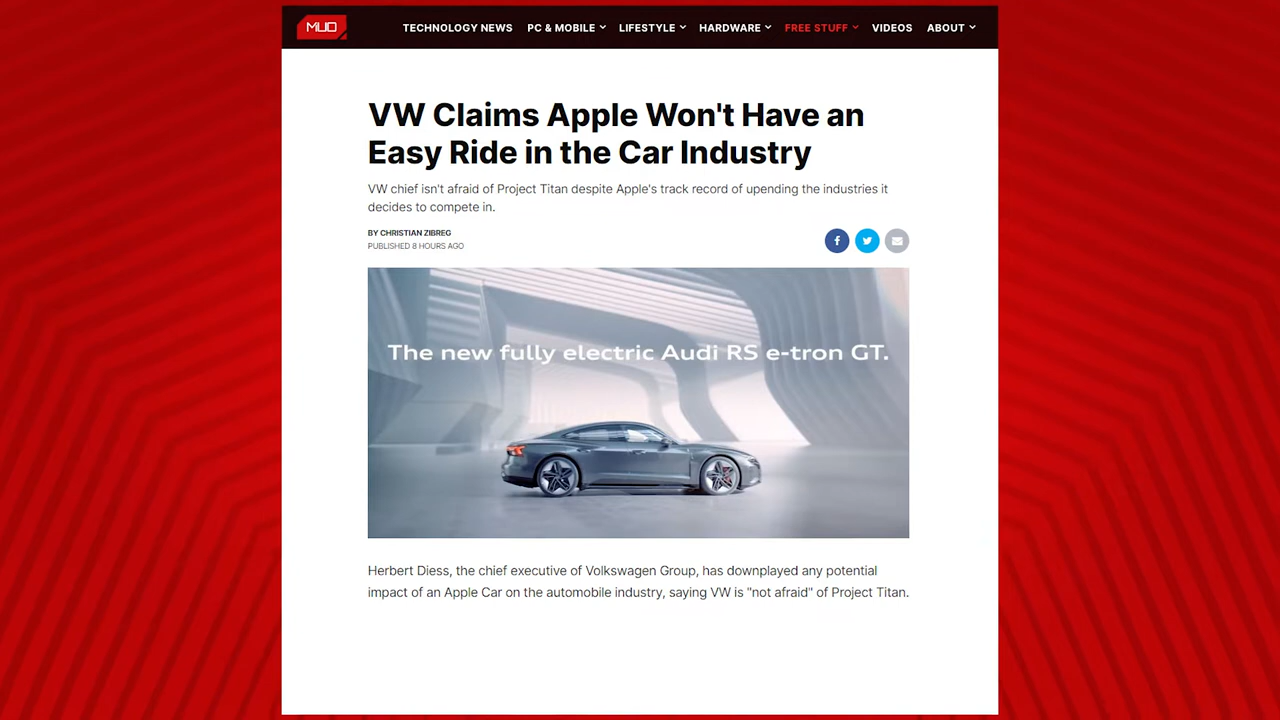 MUO
TECHNOLOGY NEWS PC & MOBILE LIFESTYLE HARDWARE FREE STUFF VIDEOS ABOUT
VW Claims Apple Won't Have an
Easy Ride in the Car Industry
VW chief isn't afraid of Project Titan despite Apple's track record of upending the industries it
decides to compete in.
BY CHRISTIAN ZIBREG
PUBLISHED 8 HOURS AGO
The new fully electric Audi RS e-tron GT.
Herbert Diess, the chief executive of Volkswagen Group, has downplayed any potential
impact of an Apple Car on the automobile industry, saying VW is "not afraid" of Project Titan.